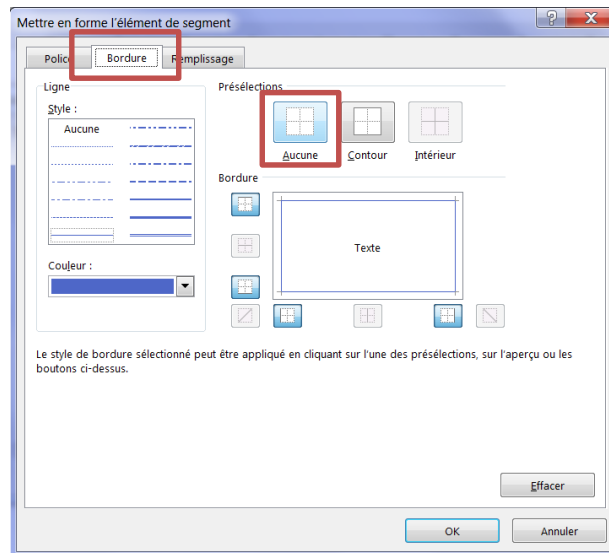 Mettre en forme l'élément de segment
Police Bordure Remplissage
Ligne
Style :
Aucune
Couleur :
Présélections
Aucune Contour Intérieur
Bordure
Texte
Le style de bordure sélectionné peut être appliqué en cliquant sur l'une des présélections, sur l'aperçu ou les
boutons ci-dessus.
Effacer
OK Annuler